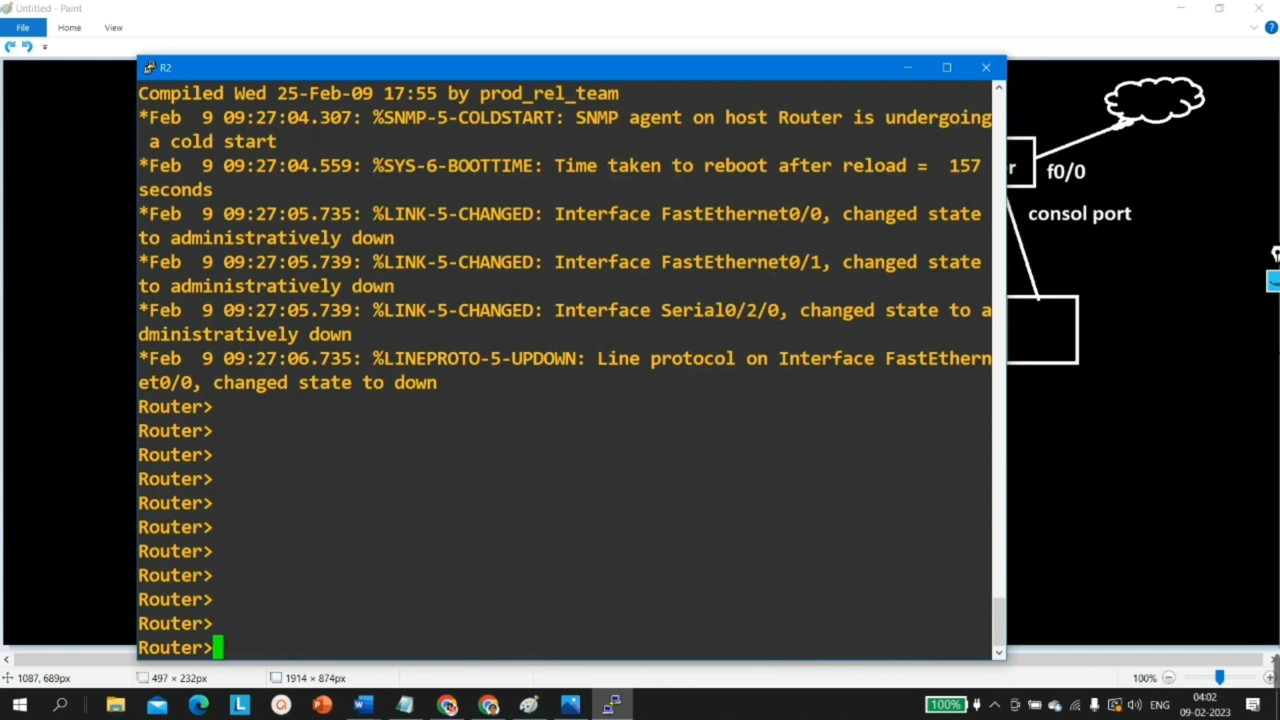 Untitled - Paint
File Home View
R2
Compiled Wed 25-Feb-09 17:55 by prod_rel_team
*Feb  9 09:27:04.307: %SNMP-5-COLDSTART: SNMP agent on host Router is undergoing
 a cold start
*Feb  9 09:27:04.559: %SYS-6-BOOTTIME: Time taken to reboot after reload =  157
seconds
*Feb  9 09:27:05.735: %LINK-5-CHANGED: Interface FastEthernet0/0, changed state
to administratively down
*Feb  9 09:27:05.739: %LINK-5-CHANGED: Interface FastEthernet0/1, changed state
to administratively down
*Feb  9 09:27:05.739: %LINK-5-CHANGED: Interface Serial0/2/0, changed state to a
dministratively down
*Feb  9 09:27:06.735: %LINEPROTO-5-UPDOWN: Line protocol on Interface FastEthern
et0/0, changed state to down
Router>
Router>
Router>
Router>
Router>
Router>
Router>
Router>
Router>
Router>
Router>
r
f0/0
consol port
1087, 689px 497 × 232px 1914 × 874px 100%
100% ENG 04:02
09-02-2023